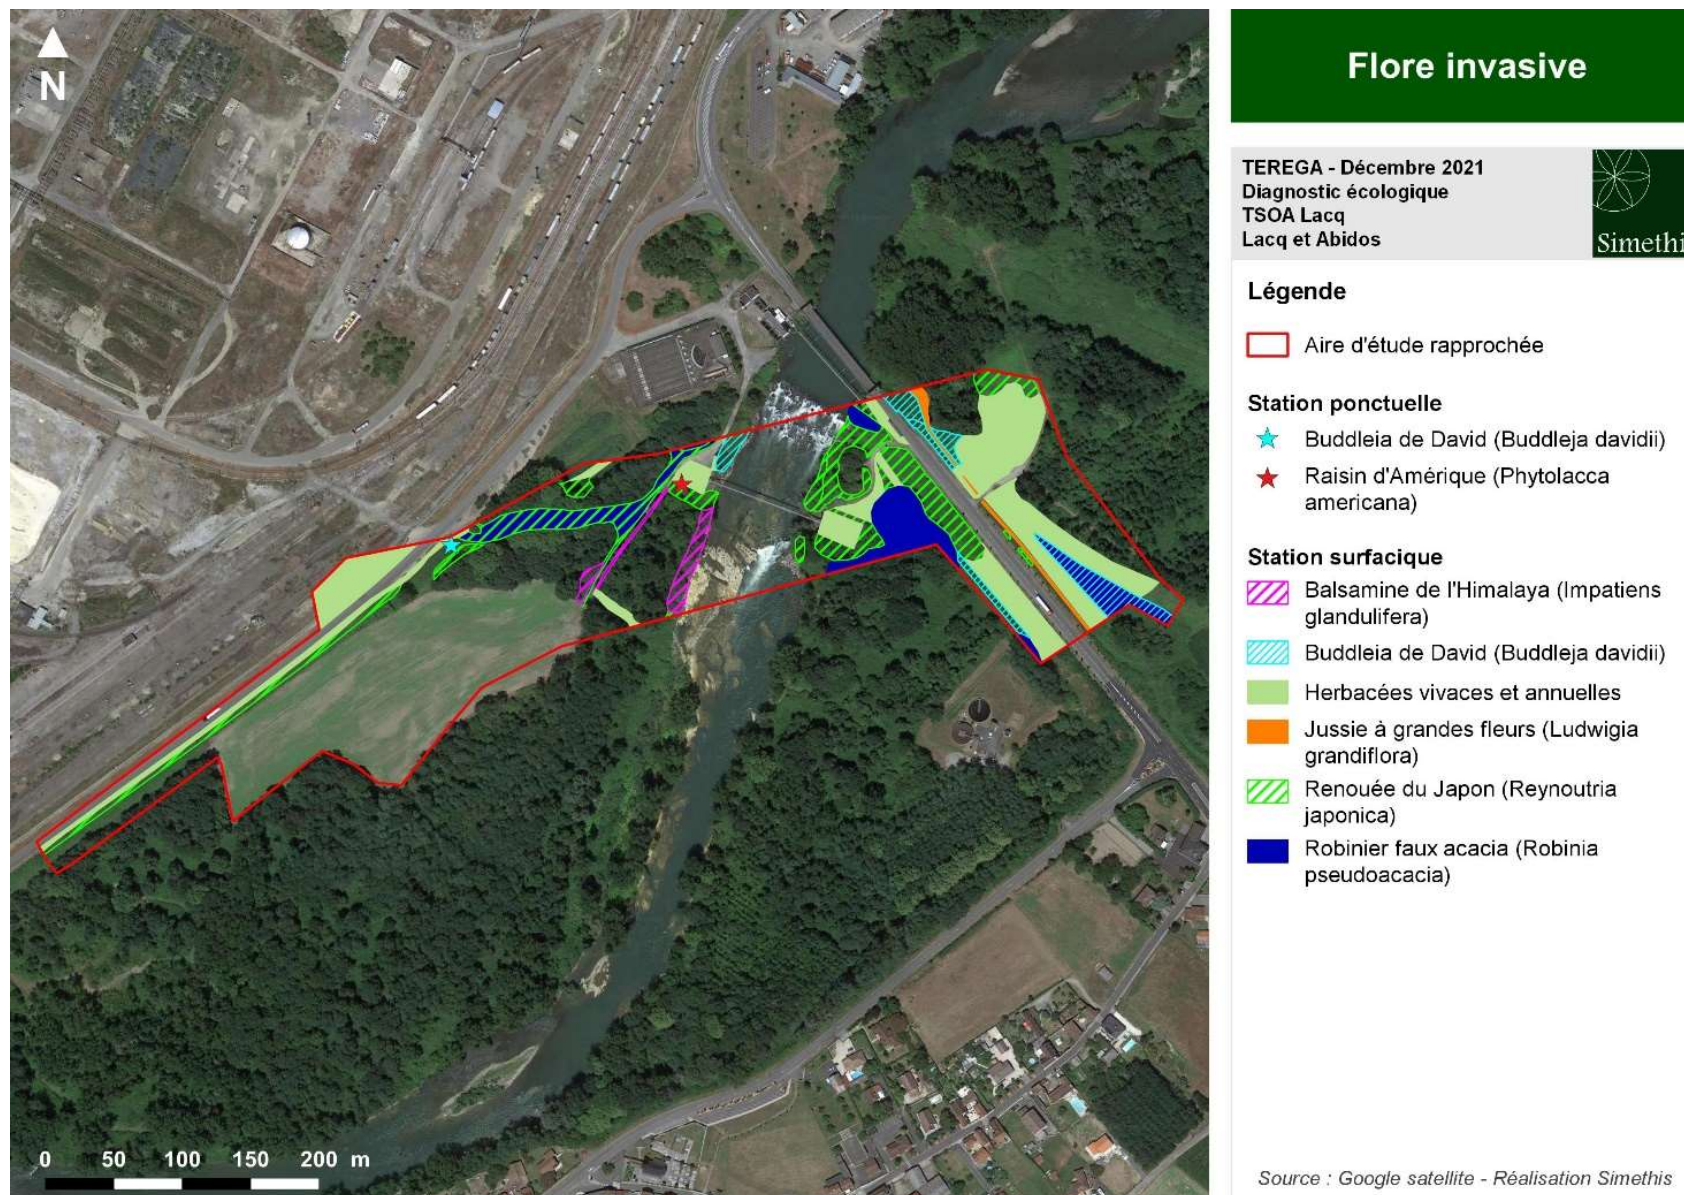 N
Flore invasive
TEREGA - Décembre 2021
Diagnostic écologique
TSOA Lacq
Lacq et Abidos
Simethi
Légende
Aire d'étude rapprochée
Station ponctuelle
Buddleia de David (Buddleja davidii)
Raisin d'Amérique (Phytolacca
americana)
Station surfacique
Balsamine de l'Himalaya (Impatiens
glandulifera)
Buddleia de David (Buddleja davidii)
Herbacées vivaces et annuelles
Jussie à grandes fleurs (Ludwigia
grandiflora)
Renouée du Japon (Reynoutria
japonica)
Robinier faux acacia (Robinia
pseudoacacia)
0 50 100 150 200 m
Source : Google satellite - Réalisation Simethis